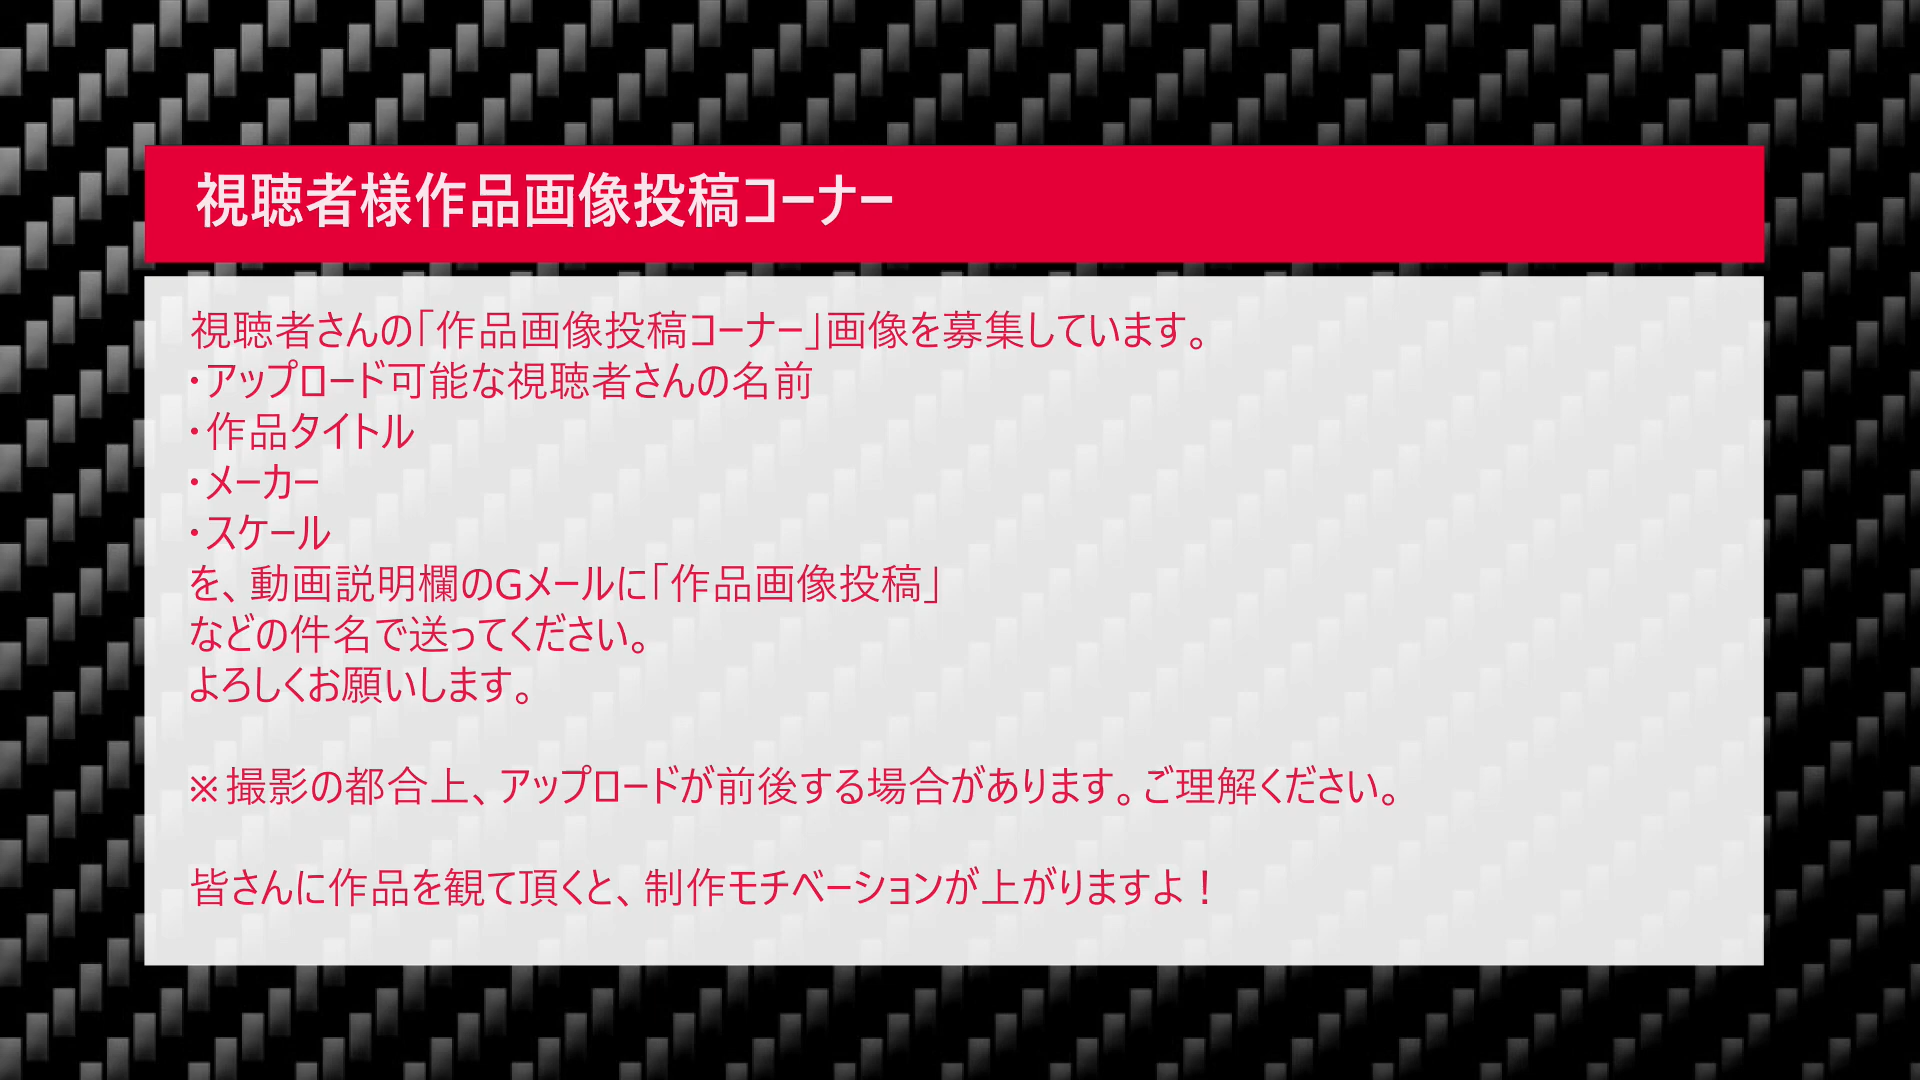 視聴者様作品画像投稿コーナー
視聴者さんの「作品画像投稿コーナー」画像を募集しています。
・アップロード可能な視聴者さんの名前
・作品タイトル
・メーカー
・スケール
を、動画説明欄のGメールに「作品画像投稿」
などの件名で送ってください。
よろしくお願いします。
※撮影の都合上、アップロードが前後する場合があります。ご理解ください。
皆さんに作品を観て頂くと、制作モチベーションが上がりますよ！